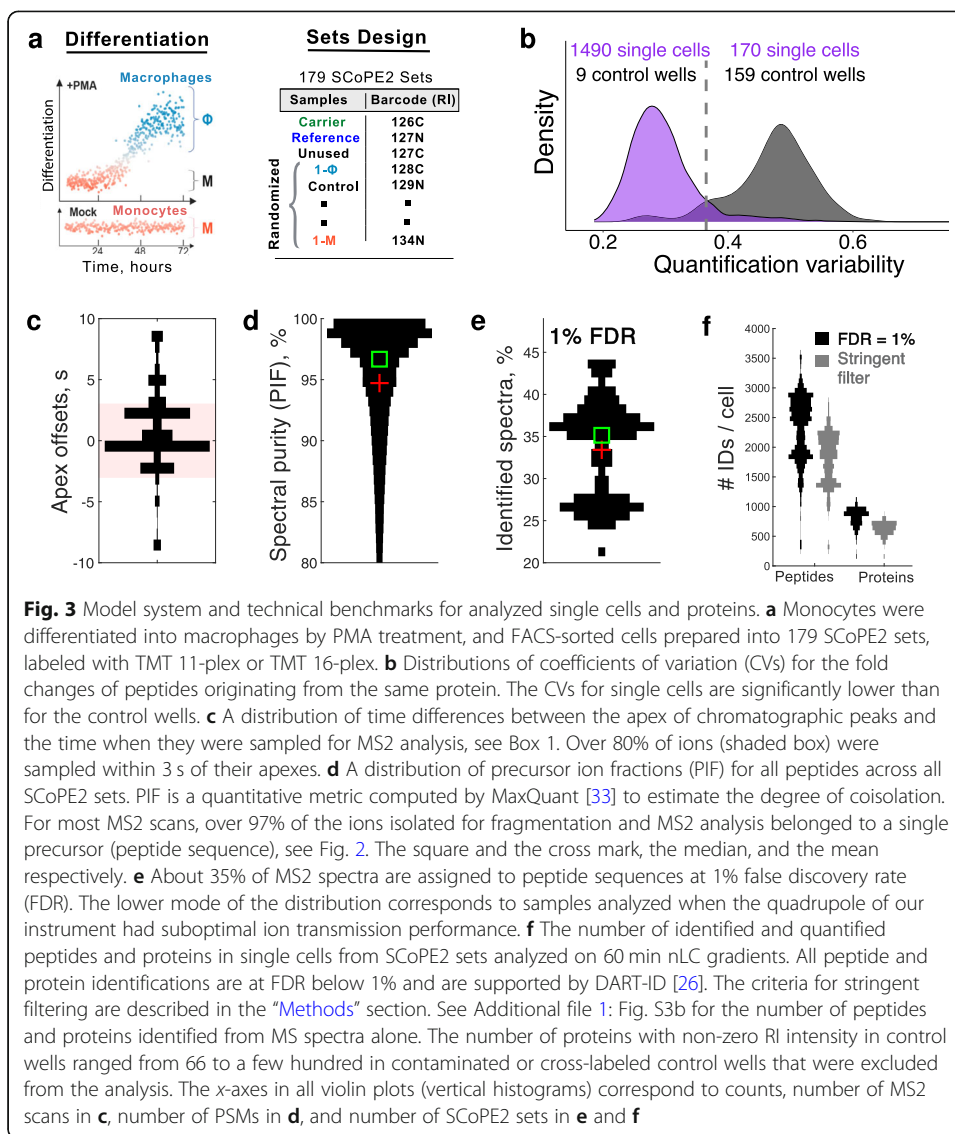 a
Differentiation
+PMA
Macrophages
Φ
M
Differentiation
Mock
Monocytes
M
24
48
72
Time, hours
Sets Design
179 SCoPE2 Sets
Samples Barcode (RI)
Carrier 126C
Reference 127N
Unused 127C
1-Φ 128C
Control 129N
1-M 134N
Randomized
b
1490 single cells
9 control wells
170 single cells
159 control wells
Density
0.2
0.4
0.6
Quantification variability
c
10
5
0
-5
-10
Apex offsets, s
d
100
95
90
85
80
Spectral purity (PIF), %
e
1% FDR
45
40
35
30
25
20
Identified spectra, %
f
FDR = 1%
Stringent
filter
4000
3500
3000
2500
2000
1500
1000
500
0
# IDs / cell
Peptides
Proteins
Fig. 3 Model system and technical benchmarks for analyzed single cells and proteins. a Monocytes were
differentiated into macrophages by PMA treatment, and FACS-sorted cells prepared into 179 SCoPE2 sets,
labeled with TMT 11-plex or TMT 16-plex. b Distributions of coefficients of variation (CVs) for the fold
changes of peptides originating from the same protein. The CVs for single cells are significantly lower than
for the control wells. c A distribution of time differences between the apex of chromatographic peaks and
the time when they were sampled for MS2 analysis, see Box 1. Over 80% of ions (shaded box) were
sampled within 3 s of their apexes. d A distribution of precursor ion fractions (PIF) for all peptides across all
SCoPE2 sets. PIF is a quantitative metric computed by MaxQuant [33] to estimate the degree of coisolation.
For most MS2 scans, over 97% of the ions isolated for fragmentation and MS2 analysis belonged to a single
precursor (peptide sequence), see Fig. 2. The square and the cross mark, the median, and the mean
respectively. e About 35% of MS2 spectra are assigned to peptide sequences at 1% false discovery rate
(FDR). The lower mode of the distribution corresponds to samples analyzed when the quadrupole of our
instrument had suboptimal ion transmission performance. f The number of identified and quantified
peptides and proteins in single cells from SCoPE2 sets analyzed on 60 min nLC gradients. All peptide and
protein identifications are at FDR below 1% and are supported by DART-ID [26]. The criteria for stringent
filtering are described in the “Methods” section. See Additional file 1: Fig. S3b for the number of peptides
and proteins identified from MS spectra alone. The number of proteins with non-zero RI intensity in control
wells ranged from 66 to a few hundred in contaminated or cross-labeled control wells that were excluded
from the analysis. The x-axes in all violin plots (vertical histograms) correspond to counts, number of MS2
scans in c, number of PSMs in d, and number of SCoPE2 sets in e and f